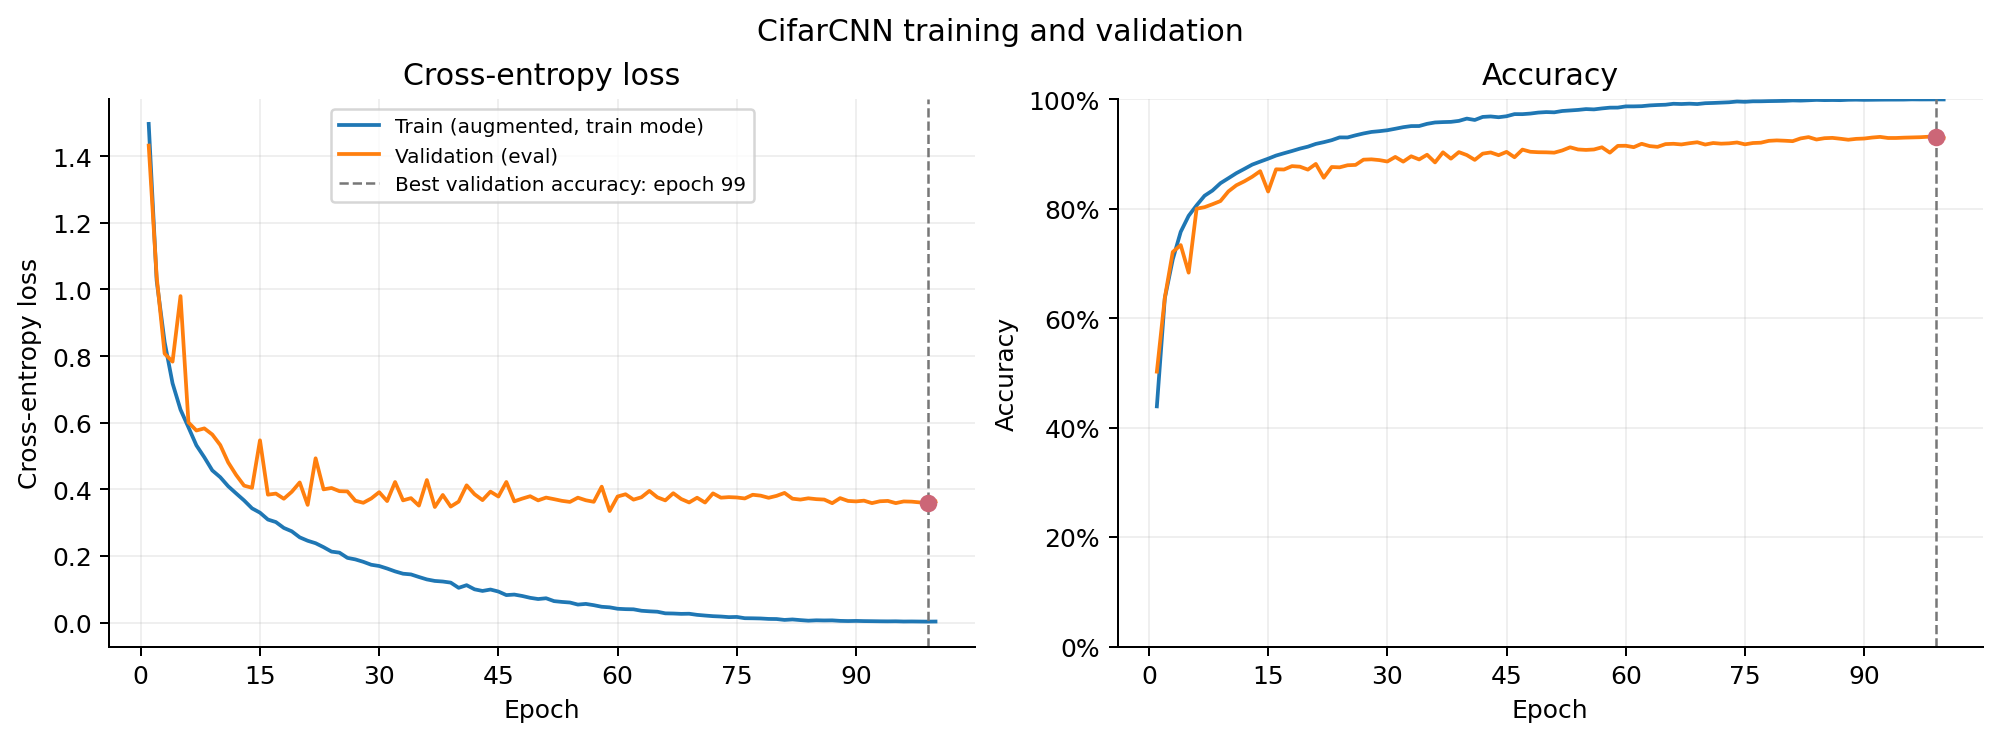 CifarCNN training and validation
Cross-entropy loss
Train (augmented, train mode)
Validation (eval)
Best validation accuracy: epoch 99
Cross-entropy loss
1.4
1.2
1.0
0.8
0.6
0.4
0.2
0.0
0 15 30 45 60 75 90
Epoch
Accuracy
Accuracy
100%
80%
60%
40%
20%
0%
0 15 30 45 60 75 90
Epoch